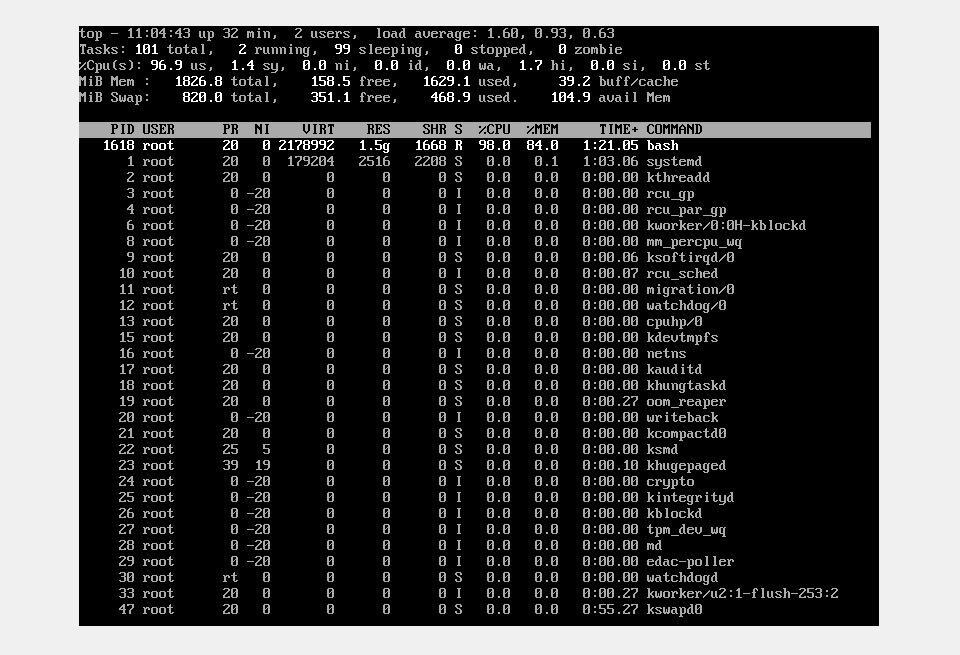 top - 11:04:43 up 32 min,  2 users,  load average: 1.60, 0.93, 0.63
Tasks: 101 total,   2 running,  99 sleeping,   0 stopped,   0 zombie
%Cpu(s): 96.9 us,  1.4 sy,  0.0 ni,  0.0 id,  0.0 wa,  1.7 hi,  0.0 si,  0.0 st
MiB Mem :   1826.8 total,    158.5 free,   1629.1 used,     39.2 buff/cache
MiB Swap:    820.0 total,    351.1 free,    468.9 used.    104.9 avail Mem
PID USER      PR  NI    VIRT    RES    SHR S  %CPU  %MEM     TIME+ COMMAND
1618 root      20   0 2178992   1.5g   1668 R  98.0  84.0   1:21.05 bash
1 root      20   0  179204   2516   2208 S   0.0   0.1   1:03.06 systemd
2 root      20   0       0      0      0 S   0.0   0.0   0:00.00 kthreadd
3 root       0 -20       0      0      0 I   0.0   0.0   0:00.00 rcu_gp
4 root       0 -20       0      0      0 I   0.0   0.0   0:00.00 rcu_par_gp
6 root       0 -20       0      0      0 I   0.0   0.0   0:00.00 kworker/0:0H-kblockd
8 root       0 -20       0      0      0 I   0.0   0.0   0:00.00 mm_percpu_wq
9 root      20   0       0      0      0 S   0.0   0.0   0:00.06 ksoftirqd/0
10 root      20   0       0      0      0 I   0.0   0.0   0:00.07 rcu_sched
11 root      rt   0       0      0      0 S   0.0   0.0   0:00.00 migration/0
12 root      rt   0       0      0      0 S   0.0   0.0   0:00.00 watchdog/0
13 root      20   0       0      0      0 S   0.0   0.0   0:00.00 cpuhp/0
15 root      20   0       0      0      0 S   0.0   0.0   0:00.00 kdevtmpfs
16 root       0 -20       0      0      0 I   0.0   0.0   0:00.00 netns
17 root      20   0       0      0      0 S   0.0   0.0   0:00.00 kauditd
18 root      20   0       0      0      0 S   0.0   0.0   0:00.00 khungtaskd
19 root      20   0       0      0      0 S   0.0   0.0   0:00.27 oom_reaper
20 root       0 -20       0      0      0 I   0.0   0.0   0:00.00 writeback
21 root      20   0       0      0      0 S   0.0   0.0   0:00.00 kcompactd0
22 root      25   5       0      0      0 S   0.0   0.0   0:00.00 ksmd
23 root      39  19       0      0      0 S   0.0   0.0   0:00.10 khugepaged
24 root       0 -20       0      0      0 I   0.0   0.0   0:00.00 crypto
25 root       0 -20       0      0      0 I   0.0   0.0   0:00.00 kintegrityd
26 root       0 -20       0      0      0 I   0.0   0.0   0:00.00 kblockd
27 root       0 -20       0      0      0 I   0.0   0.0   0:00.00 tpm_dev_wq
28 root       0 -20       0      0      0 I   0.0   0.0   0:00.00 md
29 root       0 -20       0      0      0 I   0.0   0.0   0:00.00 edac-poller
30 root      rt   0       0      0      0 S   0.0   0.0   0:00.00 watchdogd
33 root      20   0       0      0      0 I   0.0   0.0   0:00.27 kworker/u2:1-flush-253:2
47 root      20   0       0      0      0 S   0.0   0.0   0:55.27 kswapd0